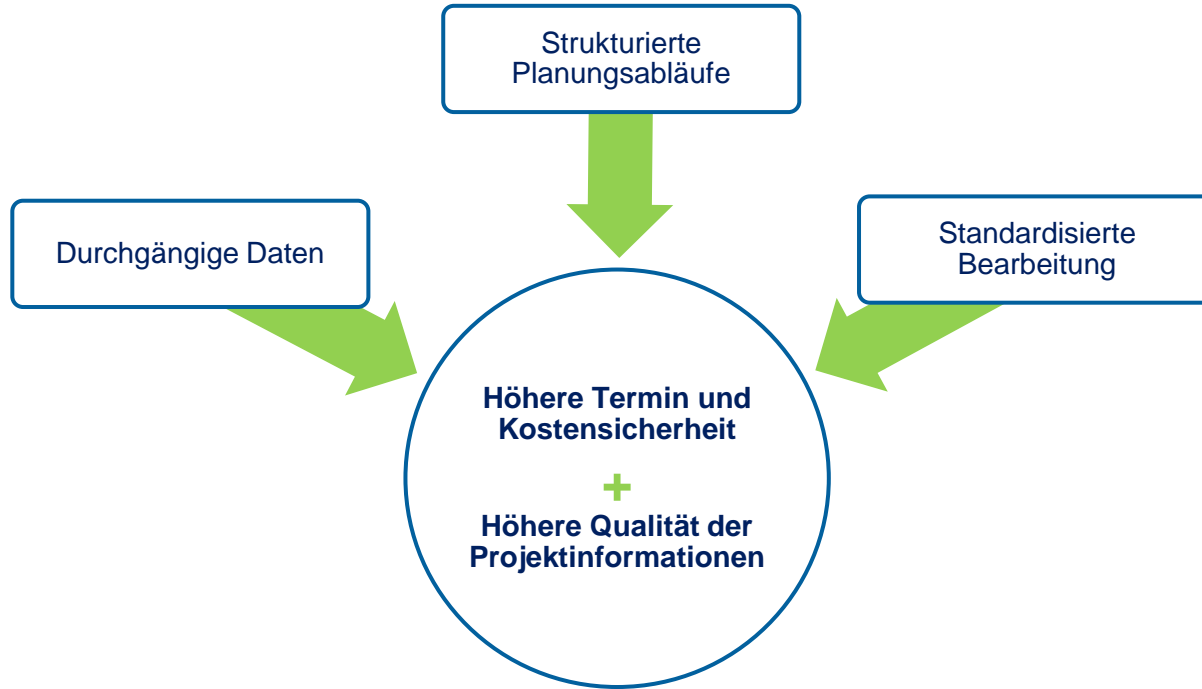 Strukturierte
Planungsabläufe
Durchgängige Daten
Standardisierte
Bearbeitung
Höhere Termin und
Kostensicherheit
+
Höhere Qualität der
Projektinformationen